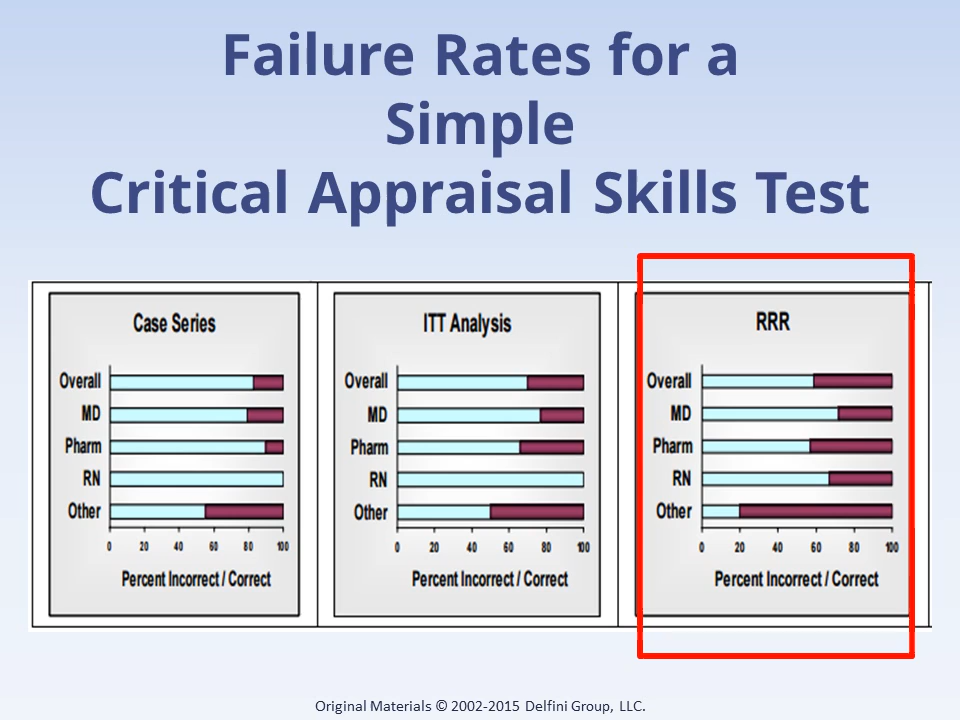 Failure Rates for a
Simple
Critical Appraisal Skills Test
Case Series
Overall
MD
Pharm
RN
Other
0 20 40 60 80 100
Percent Incorrect / Correct
ITT Analysis
Overall
MD
Pharm
RN
Other
0 20 40 60 80 100
Percent Incorrect / Correct
RRR
Overall
MD
Pharm
RN
Other
0 20 40 60 80 100
Percent Incorrect / Correct
Original Materials © 2002-2015 Delfini Group, LLC.